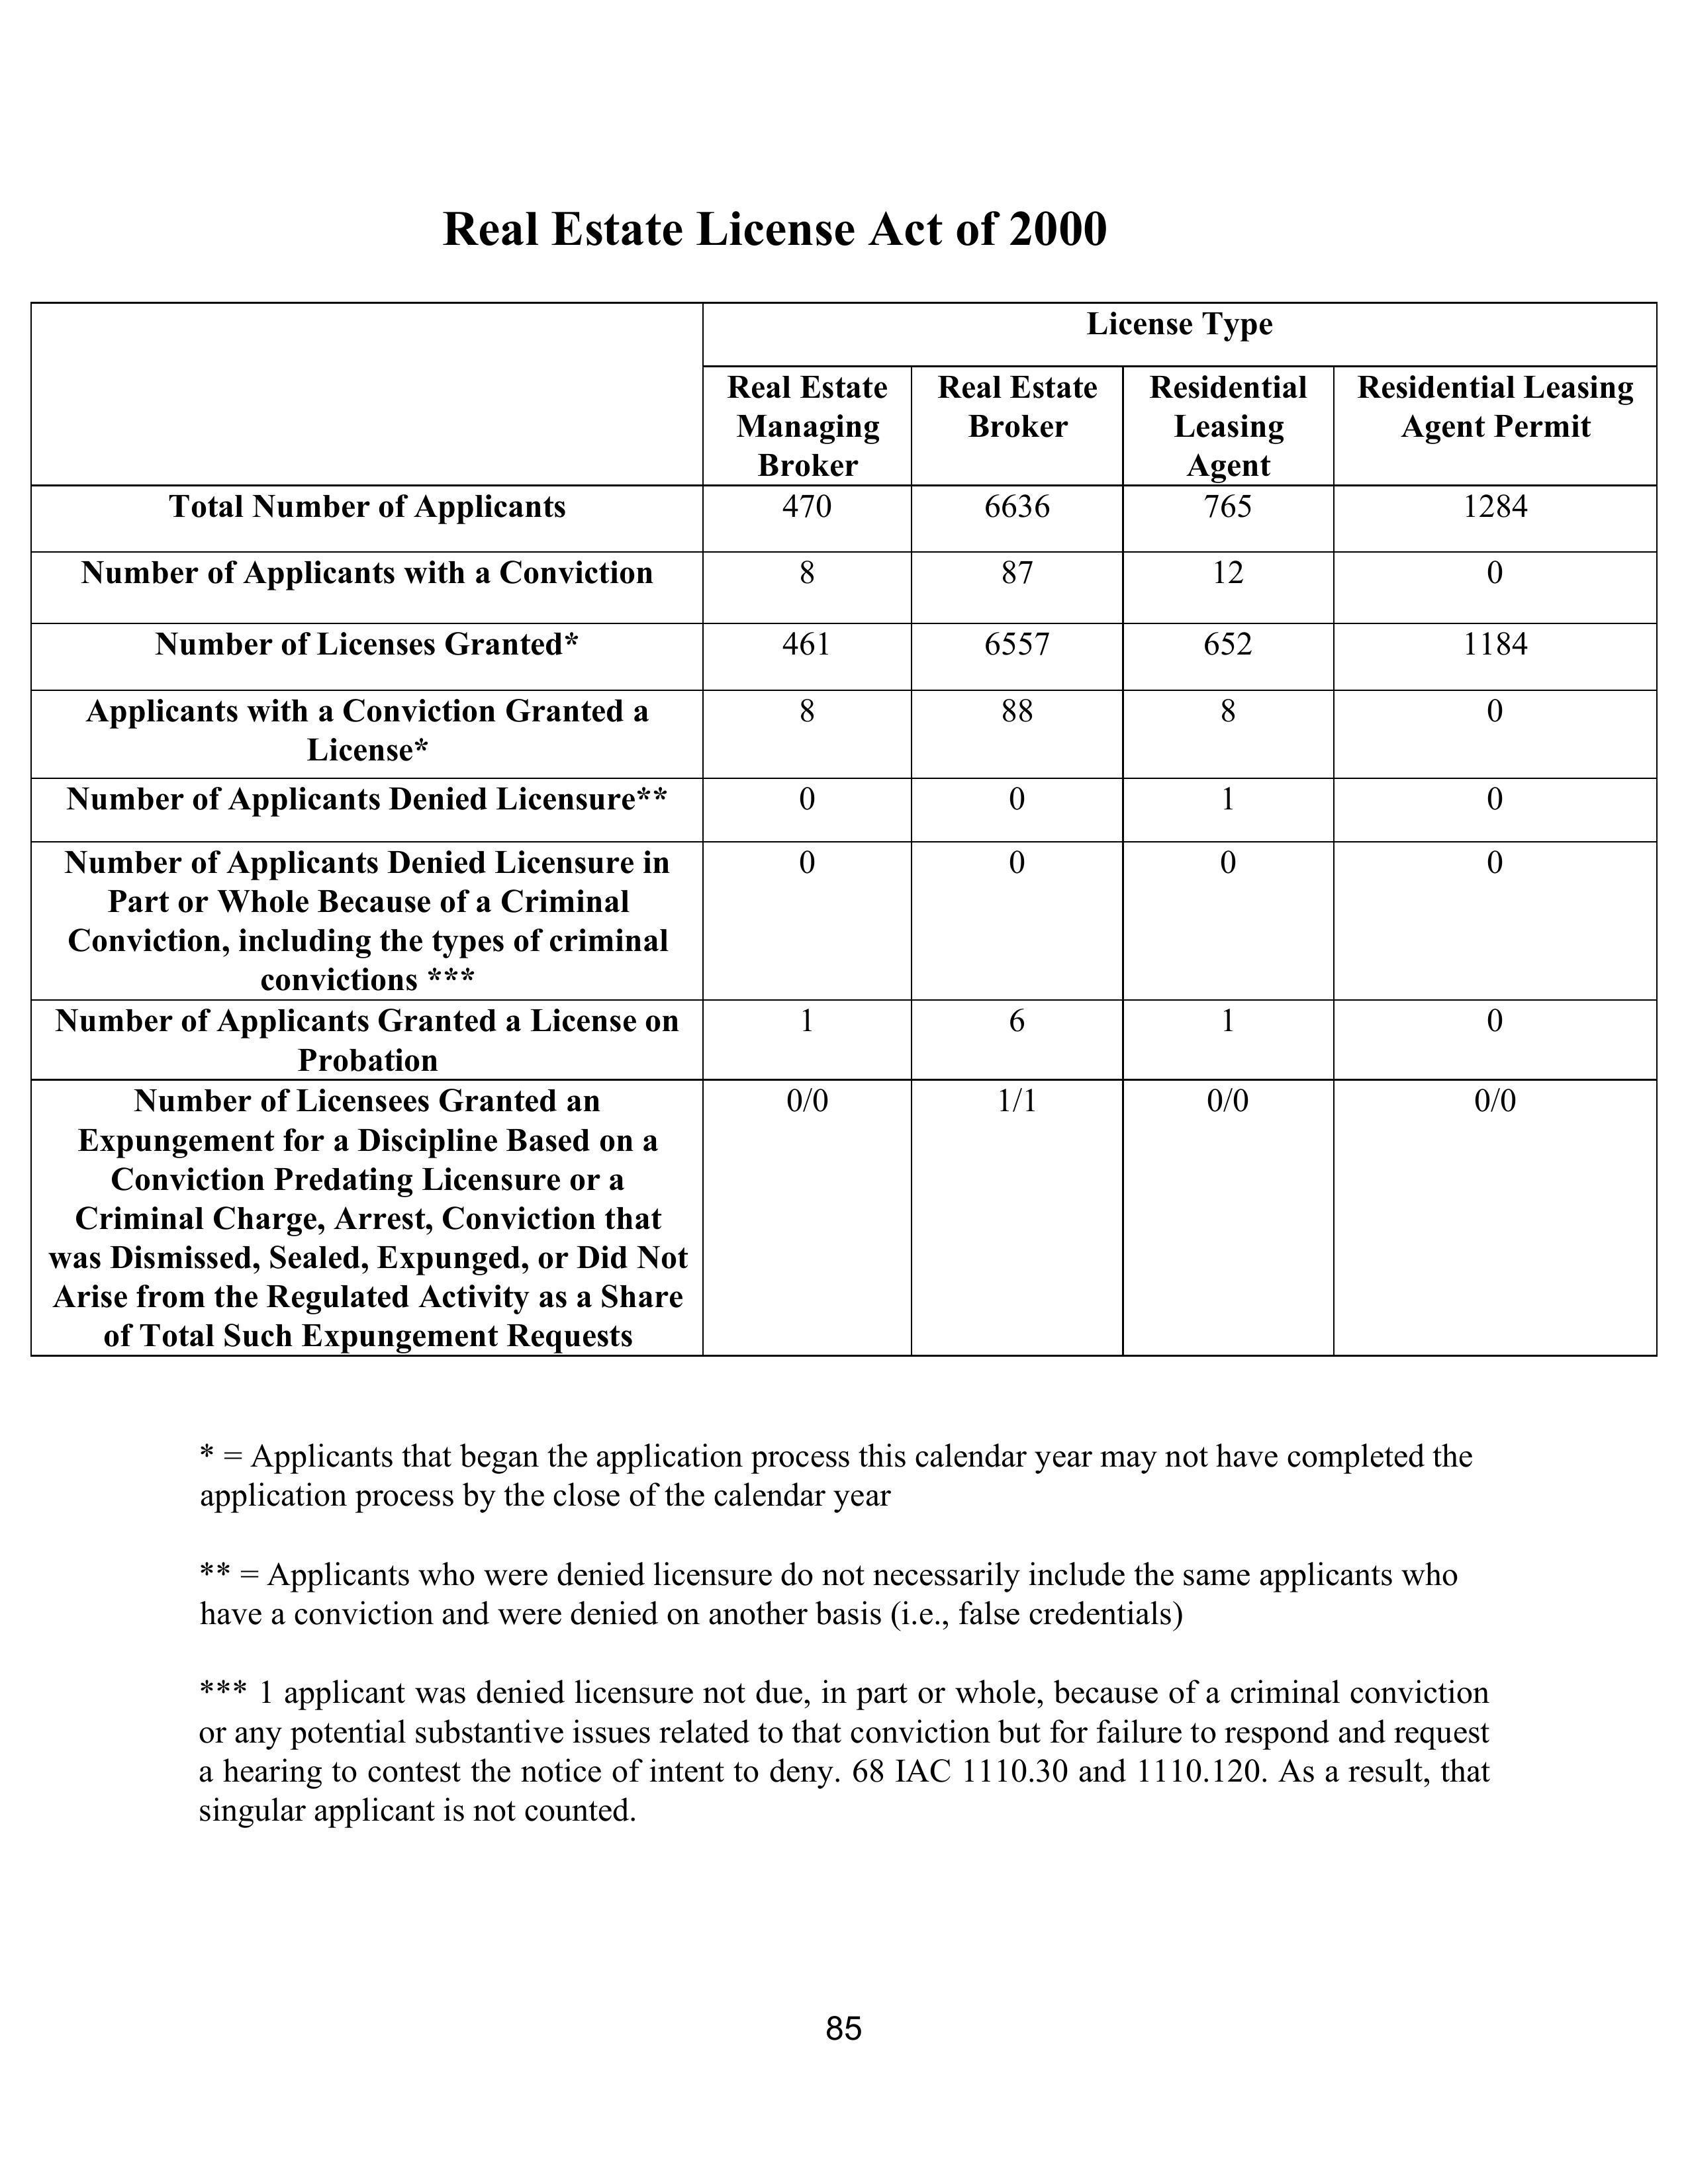 Real Estate License Act of 2000
License Type
Real Estate Managing Broker
Real Estate Broker
Residential Leasing Agent
Residential Leasing Agent Permit
Total Number of Applicants 470 6636 765 1284
Number of Applicants with a Conviction 8 87 12 0
Number of Licenses Granted* 461 6557 652 1184
Applicants with a Conviction Granted a 8 88 8 0
License*
Number of Applicants Denied Licensure** 0 0 1 0
Number of Applicants Denied Licensure in 0 0 0 0
Part or Whole Because of a Criminal
Conviction, including the types of criminal
convictions ***
Number of Applicants Granted a License on 1 6 1 0
Probation
Number of Licensees Granted an 0/0 1/1 0/0 0/0
Expungement for a Discipline Based on a
Conviction Predating Licensure or a
Criminal Charge, Arrest, Conviction that
was Dismissed, Sealed, Expunged, or Did Not
Arise from the Regulated Activity as a Share
of Total Such Expungement Requests
* = Applicants that began the application process this calendar year may not have completed the
application process by the close of the calendar year
** = Applicants who were denied licensure do not necessarily include the same applicants who
have a conviction and were denied on another basis (i.e., false credentials)
*** 1 applicant was denied licensure not due, in part or whole, because of a criminal conviction
or any potential substantive issues related to that conviction but for failure to respond and request
a hearing to contest the notice of intent to deny. 68 IAC 1110.30 and 1110.120. As a result, that
singular applicant is not counted.
85